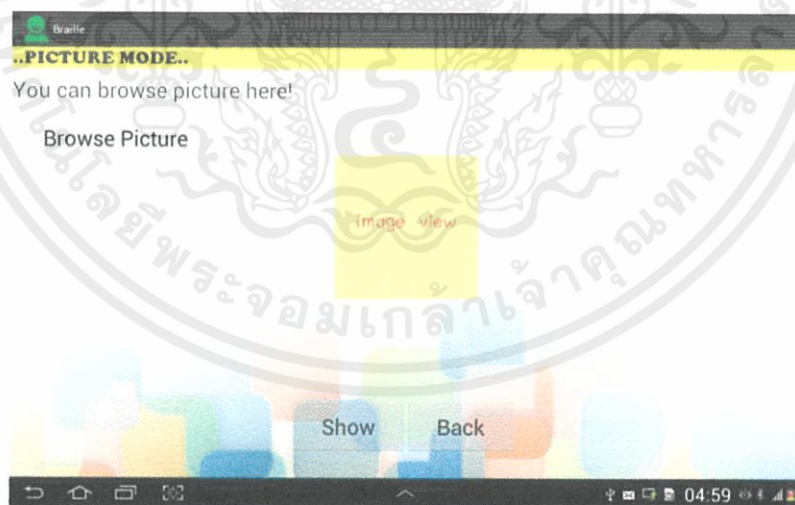 Braille
..PICTURE MODE..
You can browse picture here!
Browse Picture
Image view
Show Back
04:59